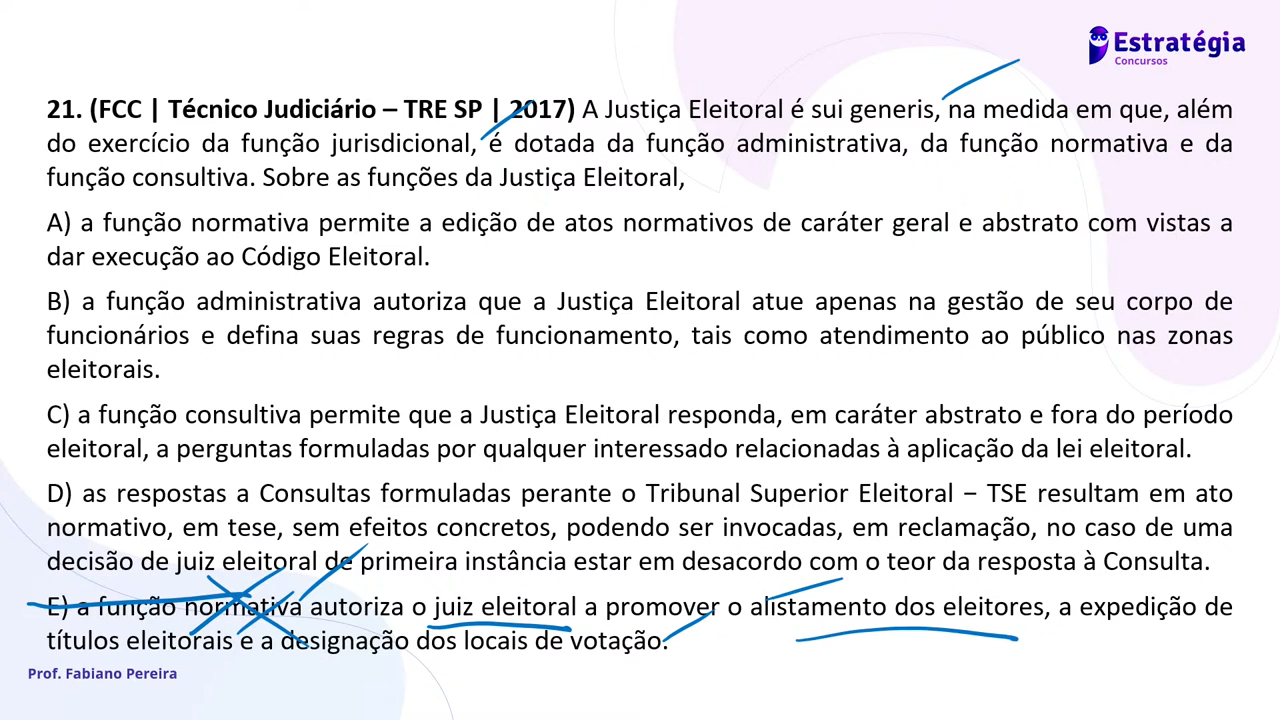 Estratégia
Concursos
21. (FCC | Técnico Judiciário – TRE SP | 2017) A Justiça Eleitoral é sui generis, na medida em que, além
do exercício da função jurisdicional, é dotada da função administrativa, da função normativa e da
função consultiva. Sobre as funções da Justiça Eleitoral,
A) a função normativa permite a edição de atos normativos de caráter geral e abstrato com vistas a
dar execução ao Código Eleitoral.
B) a função administrativa autoriza que a Justiça Eleitoral atue apenas na gestão de seu corpo de
funcionários e defina suas regras de funcionamento, tais como atendimento ao público nas zonas
eleitorais.
C) a função consultiva permite que a Justiça Eleitoral responda, em caráter abstrato e fora do período
eleitoral, a perguntas formuladas por qualquer interessado relacionadas à aplicação da lei eleitoral.
D) as respostas a Consultas formuladas perante o Tribunal Superior Eleitoral − TSE resultam em ato
normativo, em tese, sem efeitos concretos, podendo ser invocadas, em reclamação, no caso de uma
decisão de juiz eleitoral de primeira instância estar em desacordo com o teor da resposta à Consulta.
E) a função normativa autoriza o juiz eleitoral a promover o alistamento dos eleitores, a expedição de
títulos eleitorais e a designação dos locais de votação.
Prof. Fabiano Pereira